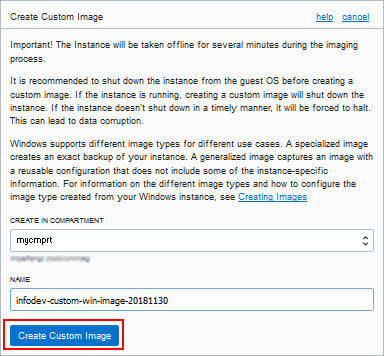 Create Custom Image help cancel
Important! The Instance will be taken offline for several minutes during the imaging
process.
It is recommended to shut down the instance from the guest OS before creating a
custom image. If the instance is running, creating a custom image will shut down the
instance. If the instance doesn't shut down in a timely manner, it will be forced to halt.
This can lead to data corruption.
Windows supports different image types for different use cases. A specialized image
creates an exact backup of your instance. A generalized image captures an image with
a reusable configuration that does not include some of the instance-specific
information. For information on the different image types and how to configure the
image type created from your Windows instance, see Creating Images
CREATE IN COMPARTMENT
mycmprt
NAME
infodev-custom-win-image-20181130
Create Custom Image